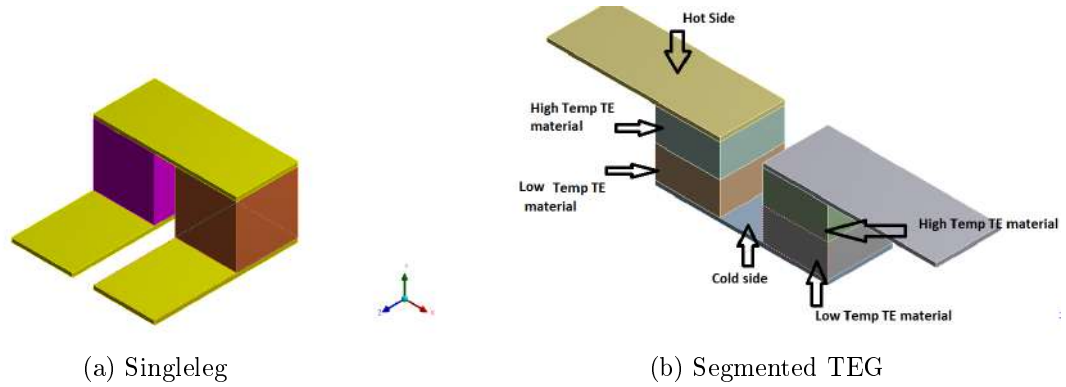 Hot Side
High Temp TE
material
Low Temp TE
material
High Temp TE material
Cold side
Low Temp TE material
(a) Singleleg
(b) Segmented TEG